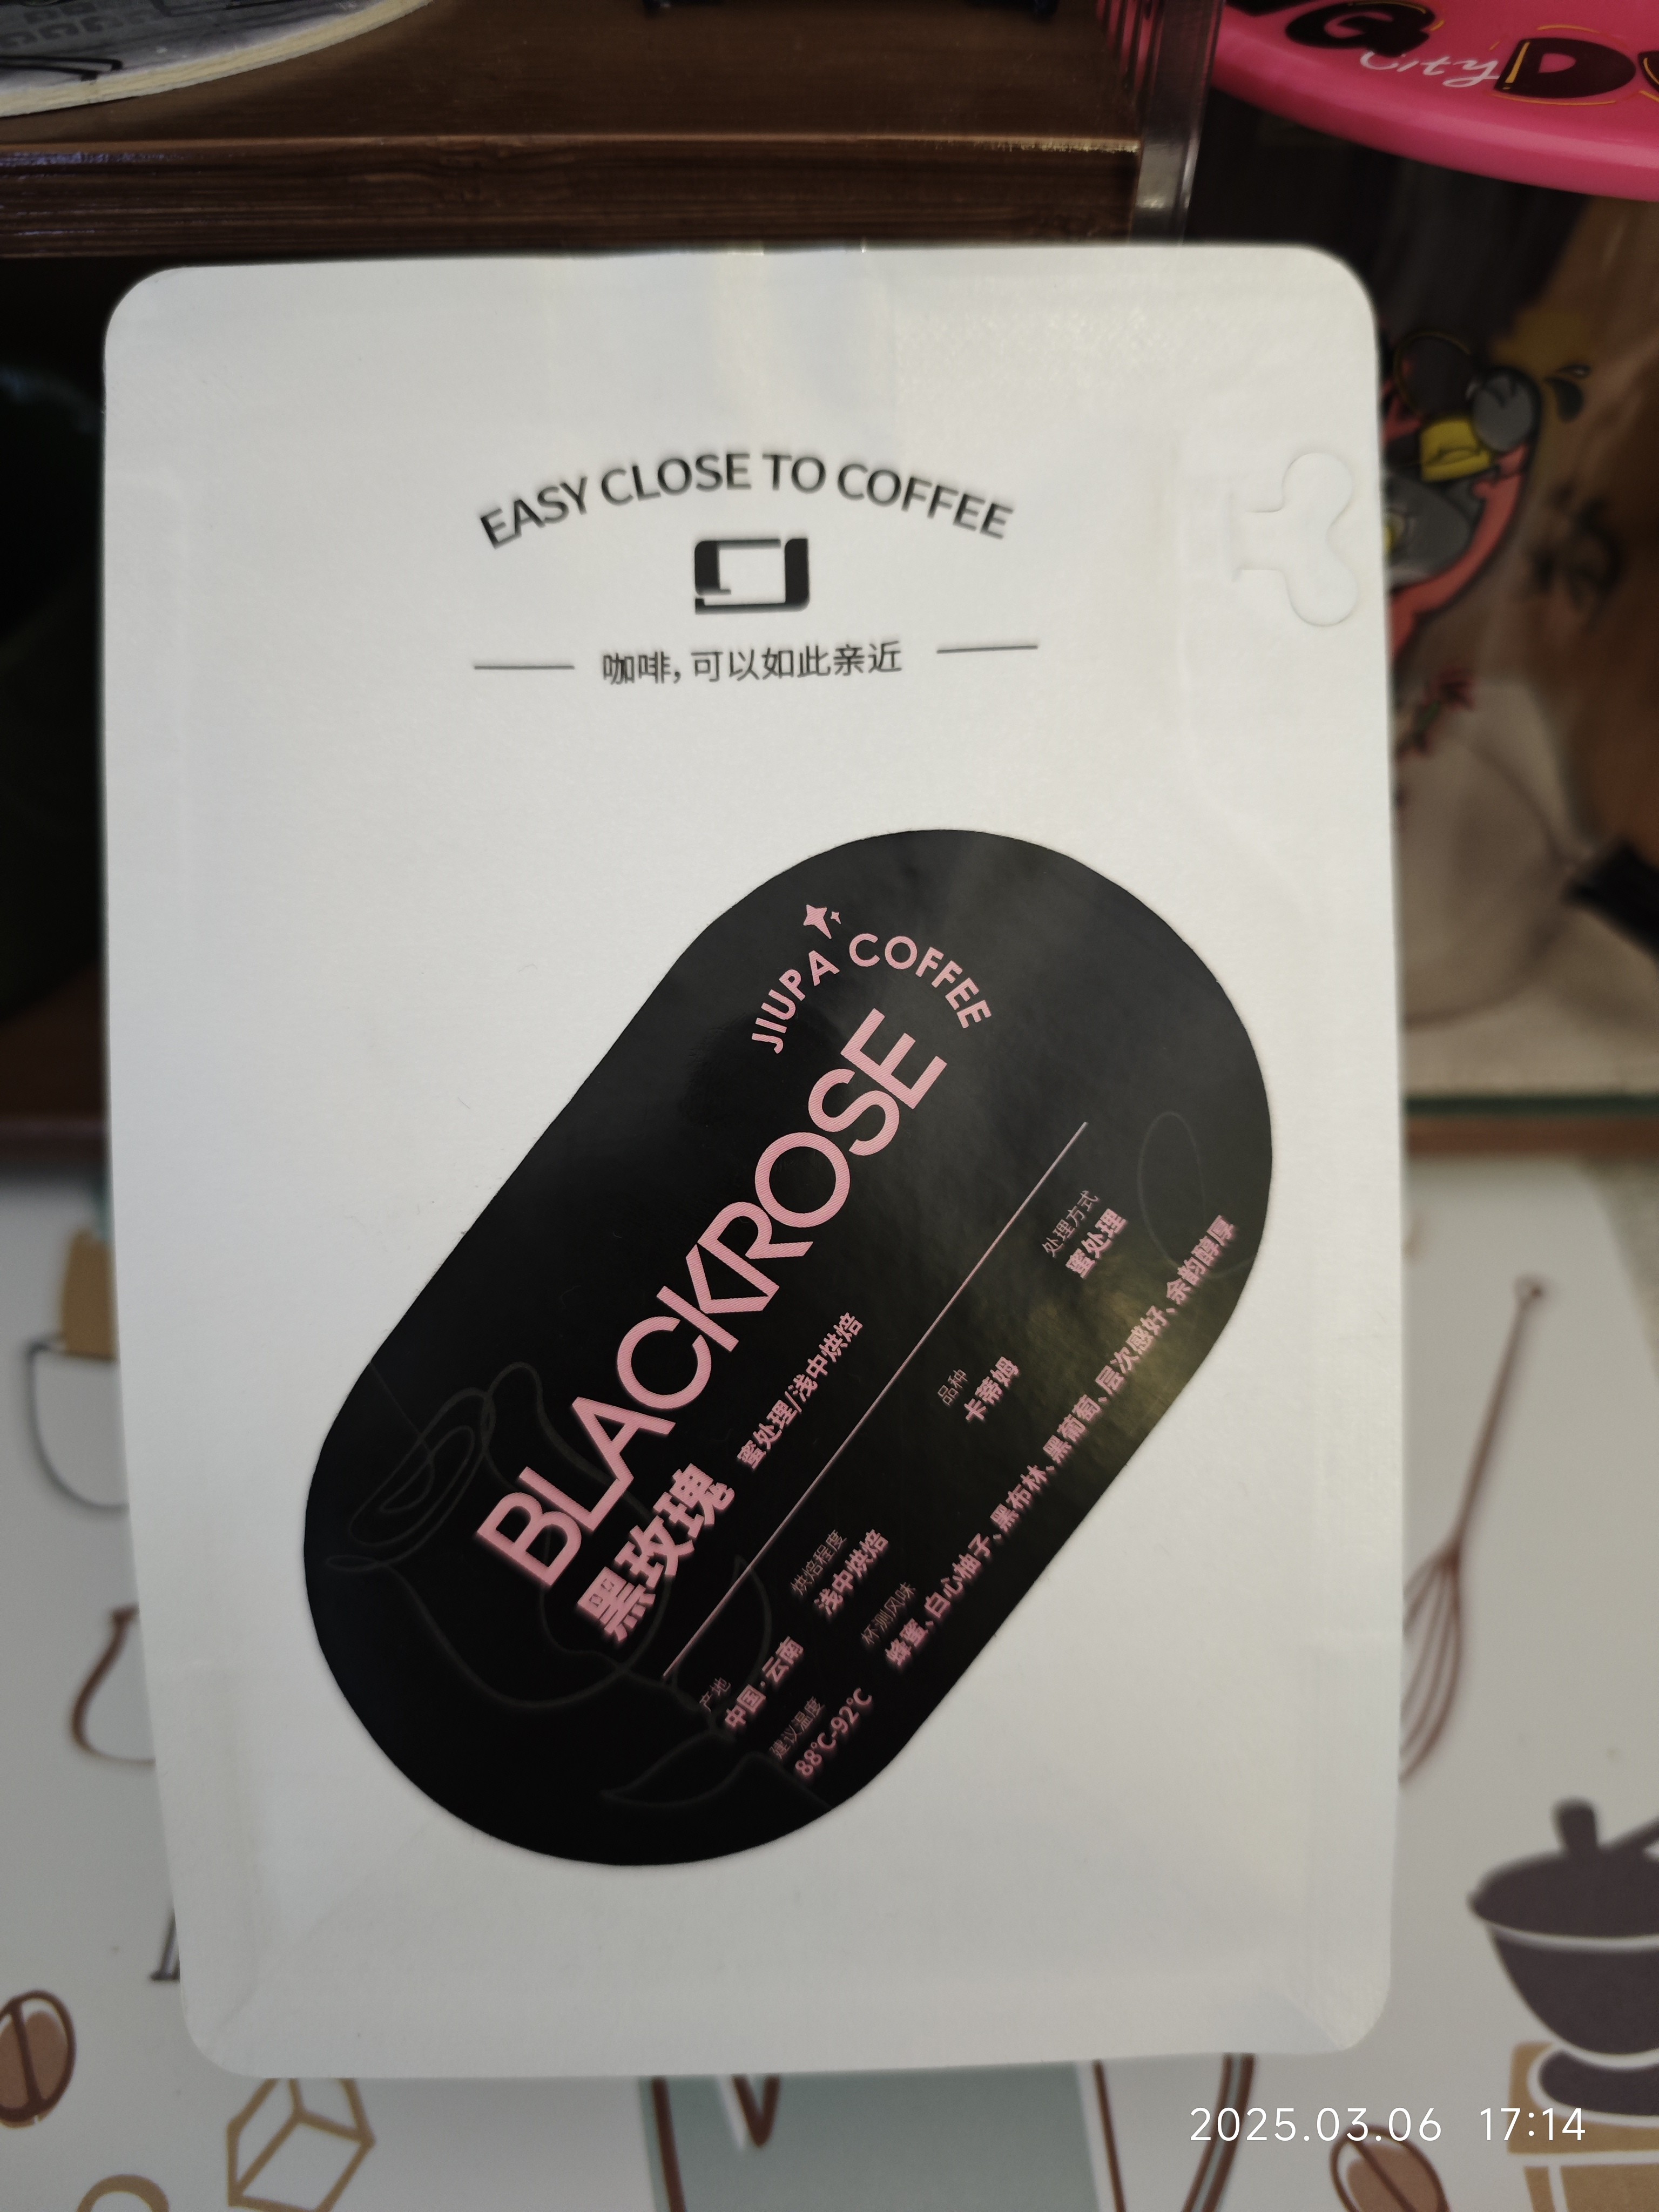 EASY CLOSE TO COFFEE
咖啡，可以如此亲近
JIUPA COFFEE
BLACKROSE
黑玫瑰 蜜处理/浅中烘焙
产地 烘焙程度 品种 处理方式
中国·云南 浅中烘焙 卡蒂姆 蜜处理
建议温度 杯测风味
88℃-92℃ 蜂蜜、白心柚子、黑布林、黑葡萄、层次感好、余韵醇厚
City
2025.03.06 17:14